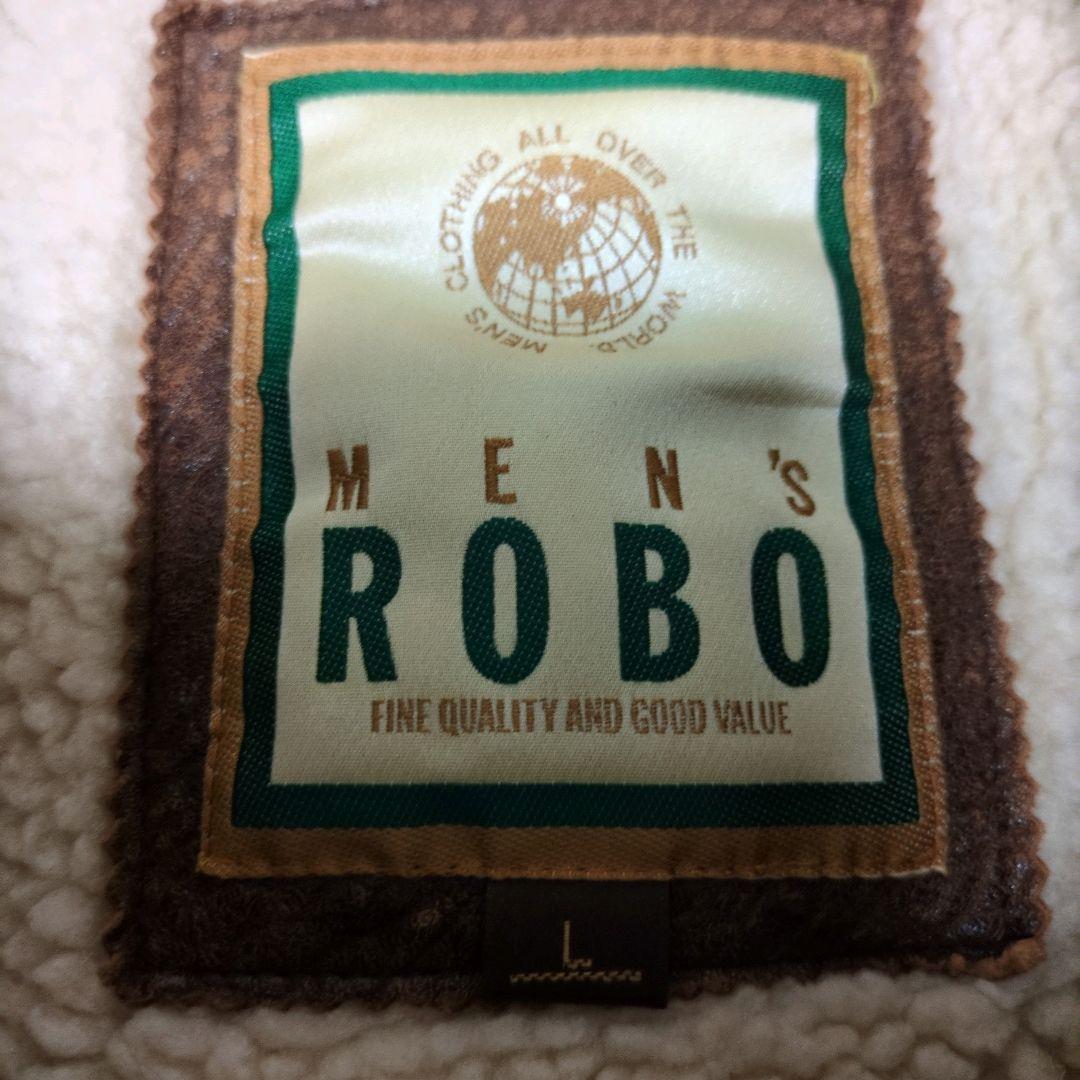 MEN'S CLOTHING ALL OVER THE WORLD.
MEN'S
ROBO
FINE QUALITY AND GOOD VALUE
L